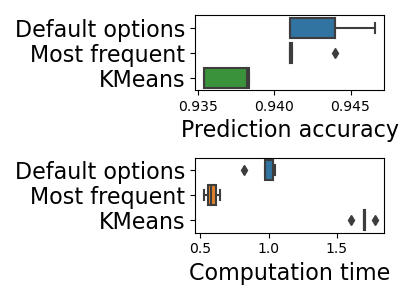 Default options
Most frequent
KMeans
0.935 0.940 0.945
Prediction accuracy
Default options
Most frequent
KMeans
0.5 1.0 1.5
Computation time